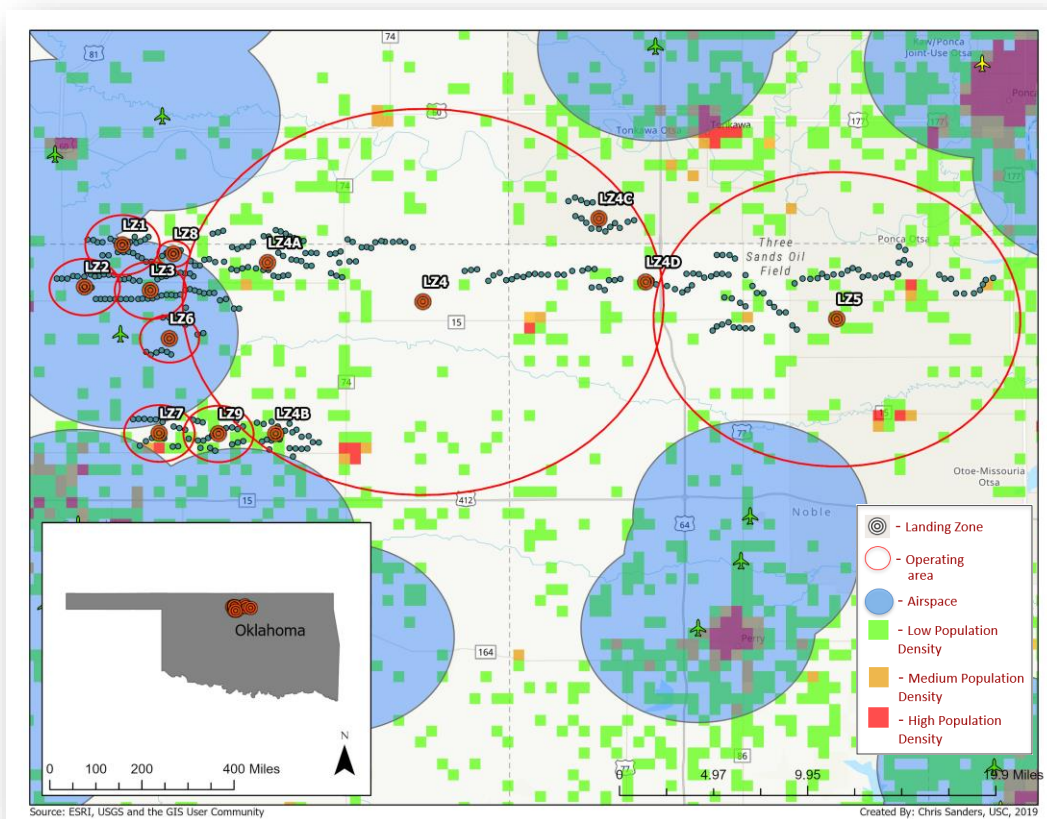 81
74
Kaw/Ponca
Joint-Use Otsa
60
Tonkawa Otsa
Tonkawa
177
177
177
74
LZ1
LZ8
LZ4A
LZ4C
LZ2
LZ3
LZ4
LZ4D
Three
Sands Oil
Field
Ponca Otsa
LZ5
LZ6
15
74
LZ7
LZ9
LZ4B
15
77
Otoe-Missouria
Otsa
15
412
64
Noble
Perry
164
86
77
Oklahoma
N
0 100 200 400 Miles
- Landing Zone
- Operating
area
- Airspace
- Low Population
Density
- Medium Population
Density
- High Population
Density
0 4.97 9.95 19.9 Miles
Source: ESRI, USGS and the GIS User Community
Created By: Chris Sanders, USC, 2019